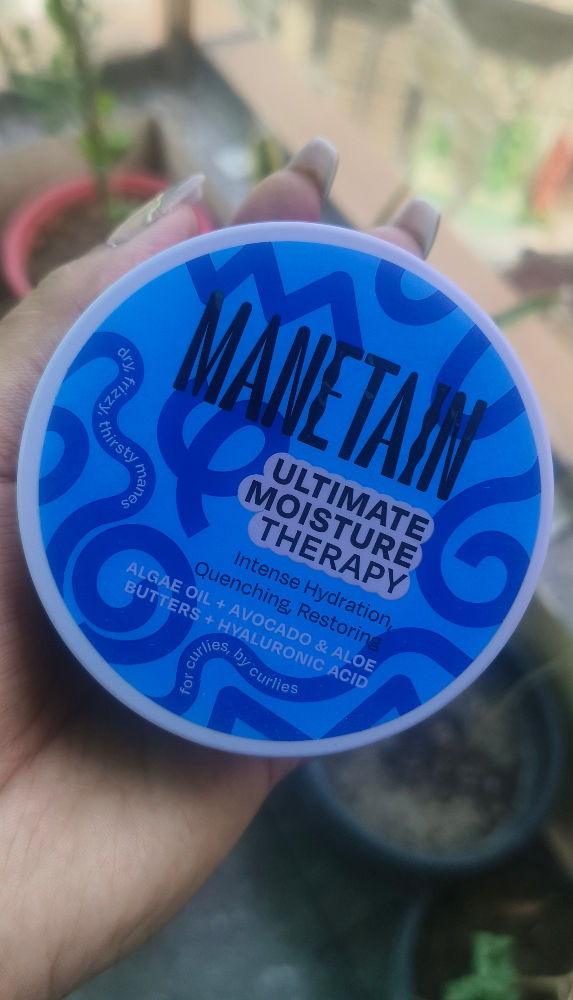 MANETAIN
dry, frizzy, thirsty manes
ULTIMATE
MOISTURE
THERAPY
Intense Hydration,
Quenching, Restoring
ALGAE OIL + AVOCADO & ALOE
BUTTERS + HYALURONIC ACID
for curlies, by curlies